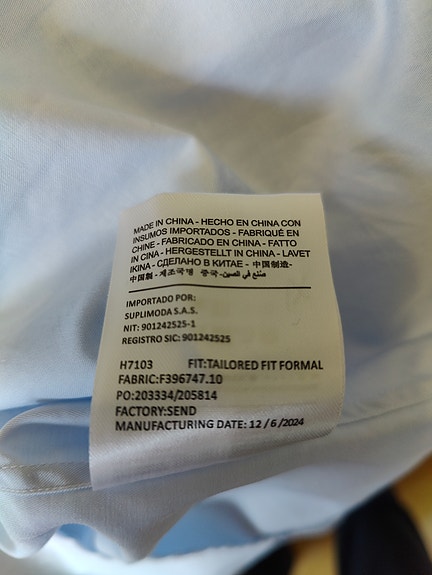 MADE IN CHINA - HECHO EN CHINA CON
INSUMOS IMPORTADOS - FABRIQUÉ EN
CHINE - FABRICADO EN CHINA - FATTO
IN CINA - HERGESTELLT IN CHINA - LAVET
IKINA - СДЕЛАНО В КИТАЕ - 中国制造-
中国製 - 제조국명 중국 - صنع في الصين
IMPORTADO POR:
SUPLIMODA S.A.S.
NIT: 901242525-1
REGISTRO SIC: 901242525
H7103 FIT:TAILORED FIT FORMAL
FABRIC:F396747.10
PO:203334/205814
FACTORY:SEND
MANUFACTURING DATE: 12 / 6 / 2024